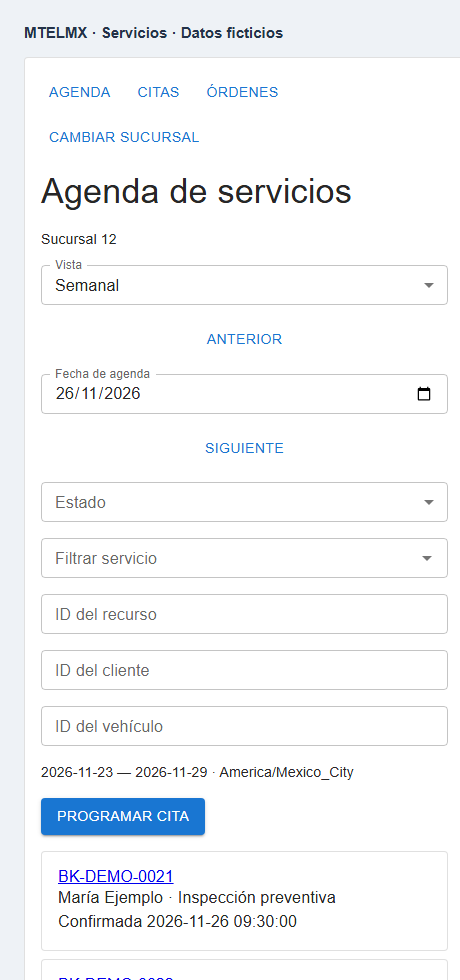 MTELMX · Servicios · Datos ficticios
AGENDA CITAS ÓRDENES
CAMBIAR SUCURSAL
Agenda de servicios
Sucursal 12
Vista
Semanal
ANTERIOR
Fecha de agenda
26/11/2026
SIGUIENTE
Estado
Filtrar servicio
ID del recurso
ID del cliente
ID del vehículo
2026-11-23 — 2026-11-29 · America/Mexico_City
PROGRAMAR CITA
BK-DEMO-0021
María Ejemplo · Inspección preventiva
Confirmada 2026-11-26 09:30:00